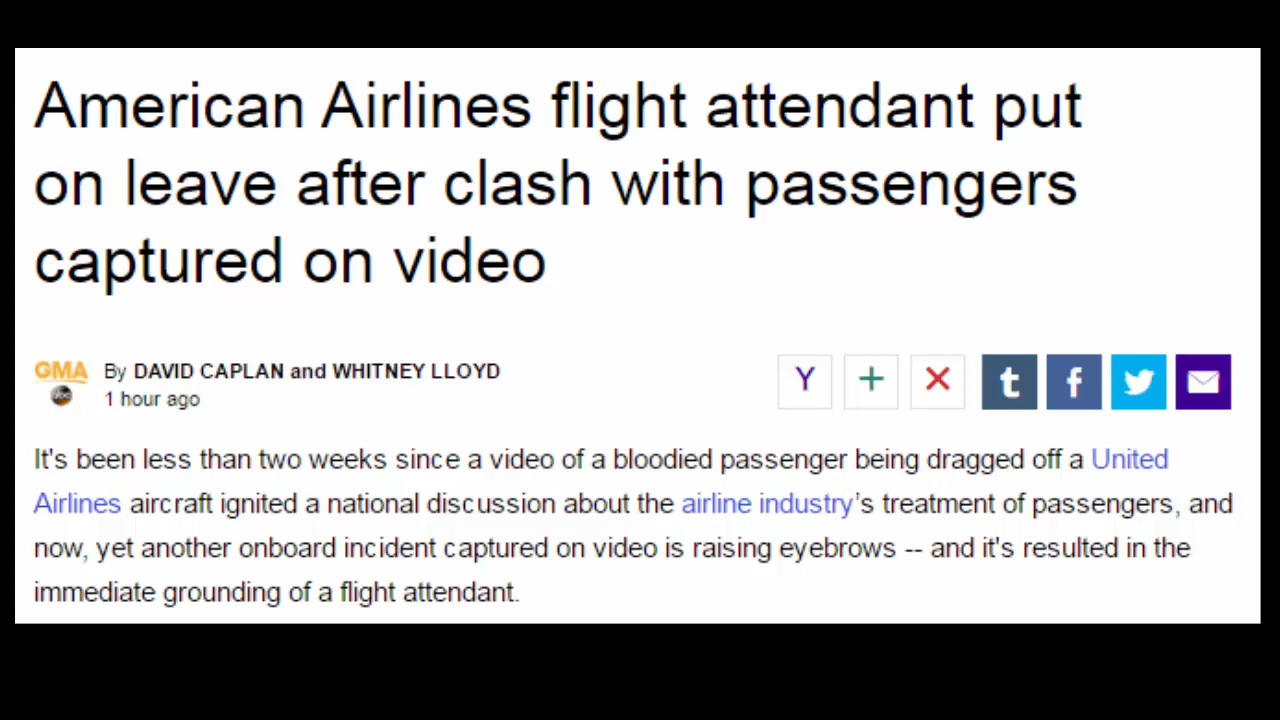 American Airlines flight attendant put
on leave after clash with passengers
captured on video
GMA
abc
By DAVID CAPLAN and WHITNEY LLOYD
1 hour ago
Y + × t f
It's been less than two weeks since a video of a bloodied passenger being dragged off a United
Airlines aircraft ignited a national discussion about the airline industry’s treatment of passengers, and
now, yet another onboard incident captured on video is raising eyebrows -- and it's resulted in the
immediate grounding of a flight attendant.